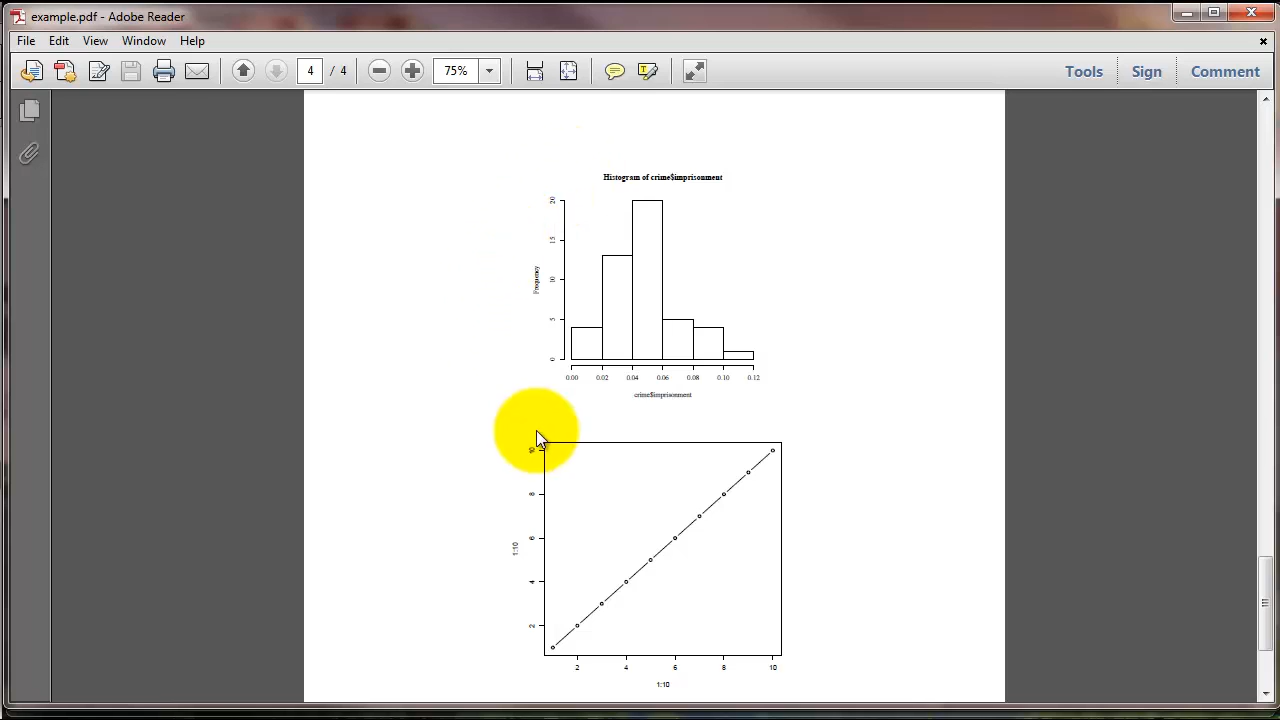 example.pdf - Adobe Reader
File Edit View Window Help
4 / 4 75% Tools Sign Comment
Histogram of crime$imprisonment
Frequency
20
15
10
5
0
0.00 0.02 0.04 0.06 0.08 0.10 0.12
crime$imprisonment
1:10
10
8
6
4
2
2 4 6 8 10
1:10